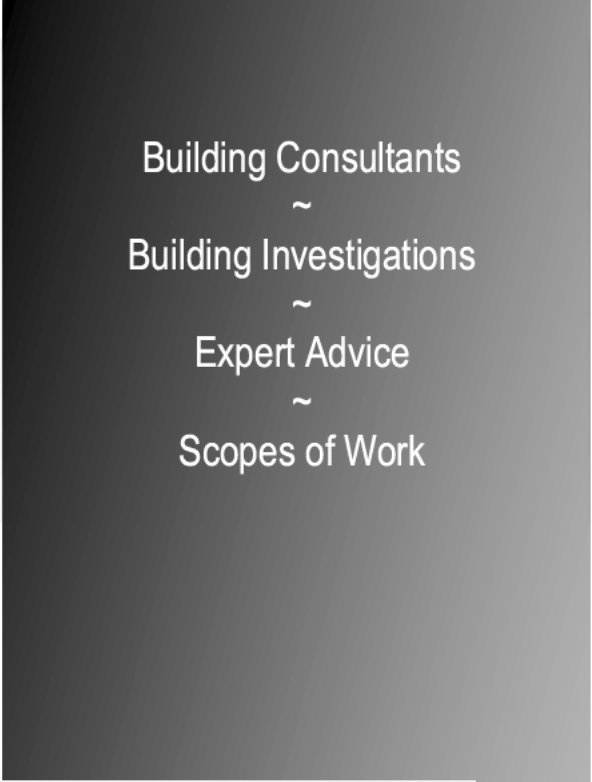 Building Consultants
~
Building Investigations
~
Expert Advice
~
Scopes of Work